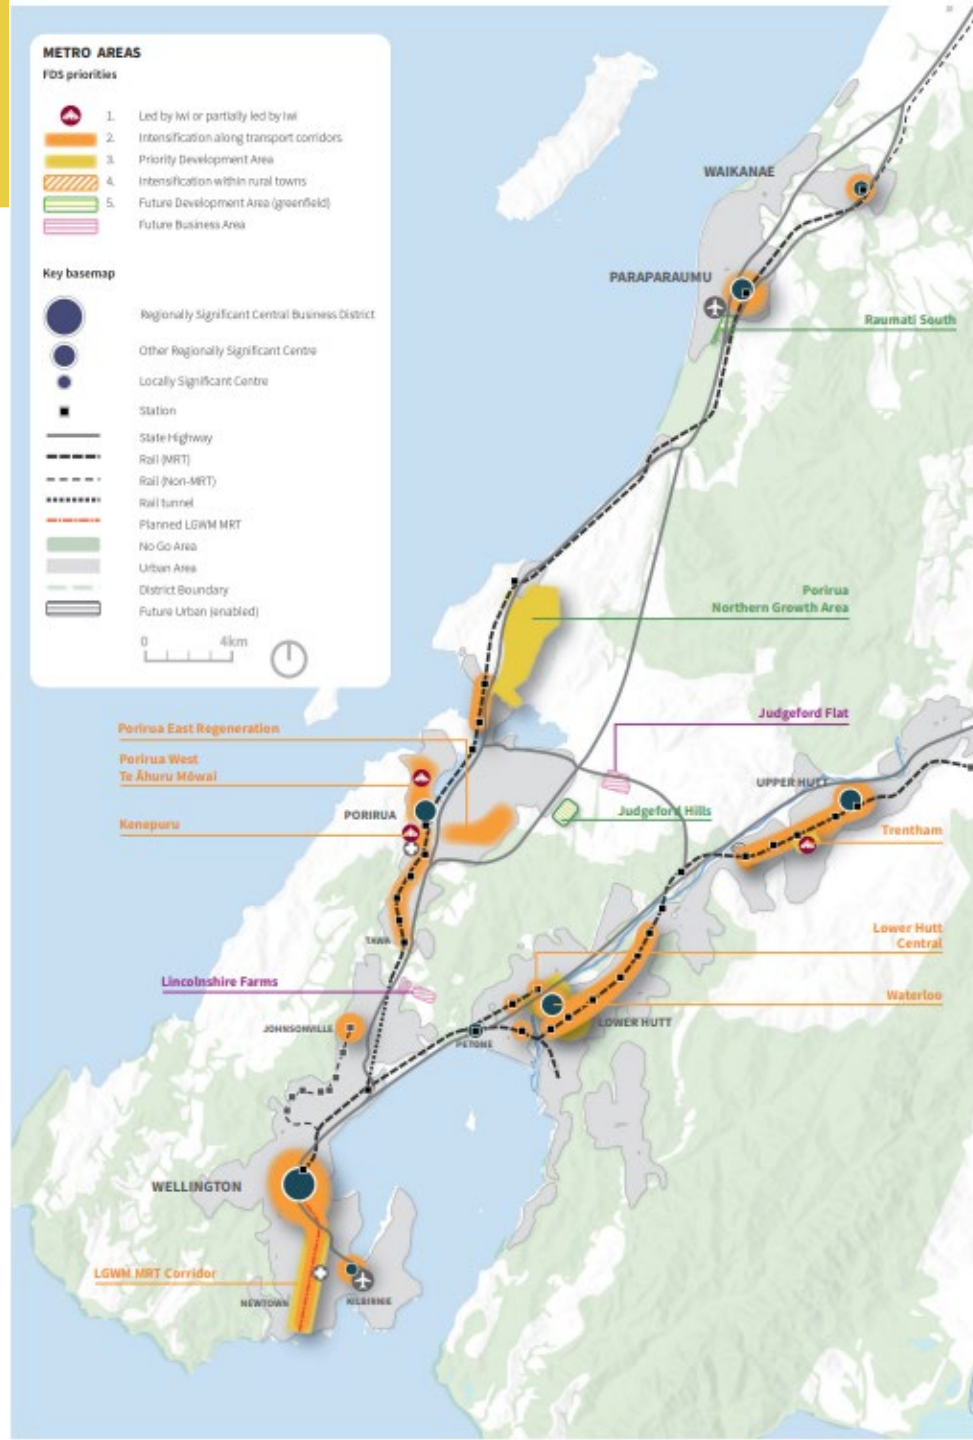 METRO AREAS
FDS priorities
1. Led by iwi or partially led by iwi
2. Intensification along transport corridors
3. Priority Development Area
4. Intensification within rural towns
5. Future Development Area (greenfield)
Future Business Area
Key basemap
Regionally Significant Central Business District
Other Regionally Significant Centre
Locally Significant Centre
Station
State Highway
Rail (MRT)
Rail (Non-MRT)
Rail tunnel
Planned LGWM MRT
No Go Area
Urban Area
District Boundary
Future Urban (enabled)
0 4km
WAIKANAE
PARAPARAUMU
Raumati South
Porirua
Northern Growth Area
Judgeford Flat
Porirua East Regeneration
Porirua West
Te Āhuru Mōwai
UPPER HUTT
PORIRUA
Judgeford Hills
Kenepuru
Trentham
TAWA
Lower Hutt
Central
Lincolnshire Farms
Waterloo
JOHNSONVILLE
LOWER HUTT
PETONE
WELLINGTON
LGWM MRT Corridor
NEWTOWN
KILBIRNIE